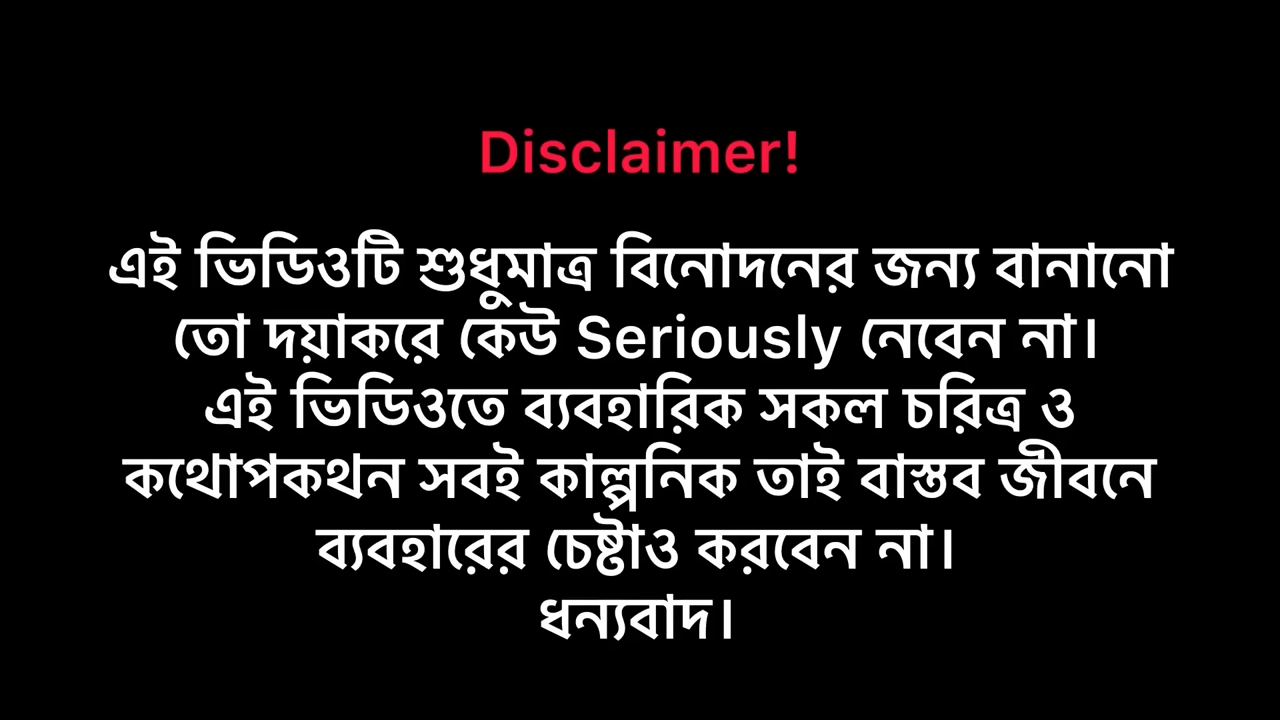 Disclaimer!
এই ভিডিওটি শুধুমাত্র বিনোদনের জন্য বানানো
তো দয়াকরে কেউ Seriously নেবেন না।
এই ভিডিওতে ব্যবহারিক সকল চরিত্র ও
কথোপকথন সবই কাল্পনিক তাই বাস্তব জীবনে
ব্যবহারের চেষ্টাও করবেন না।
ধন্যবাদ।